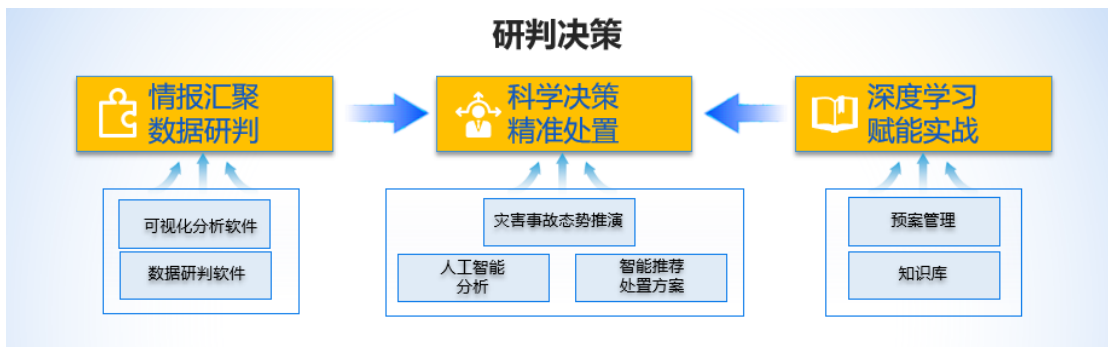 研判决策
情报汇聚
数据研判
科学决策
精准处置
深度学习
赋能实战
可视化分析软件
数据研判软件
灾害事故态势推演
人工智能
分析
智能推荐
处置方案
预案管理
知识库